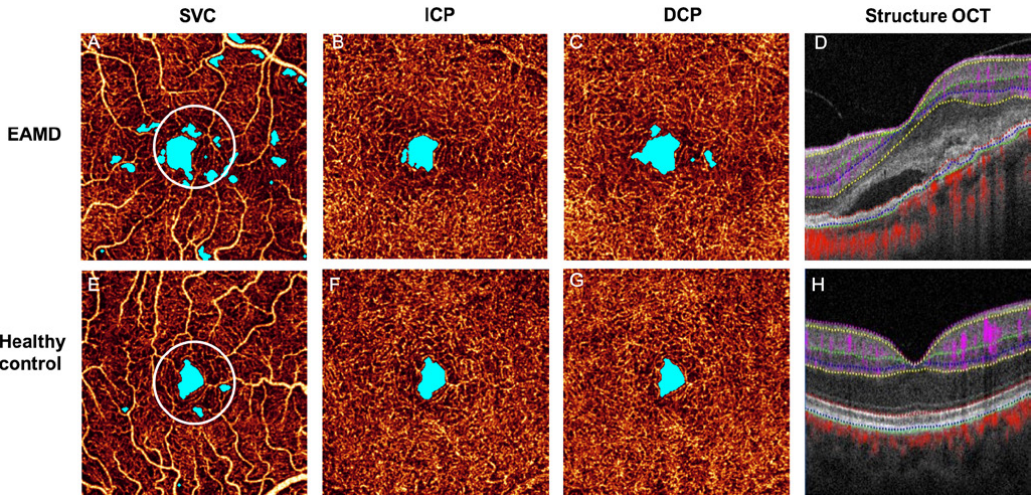 SVC ICP DCP Structure OCT
A B C D
EAMD
E F G H
Healthy
control